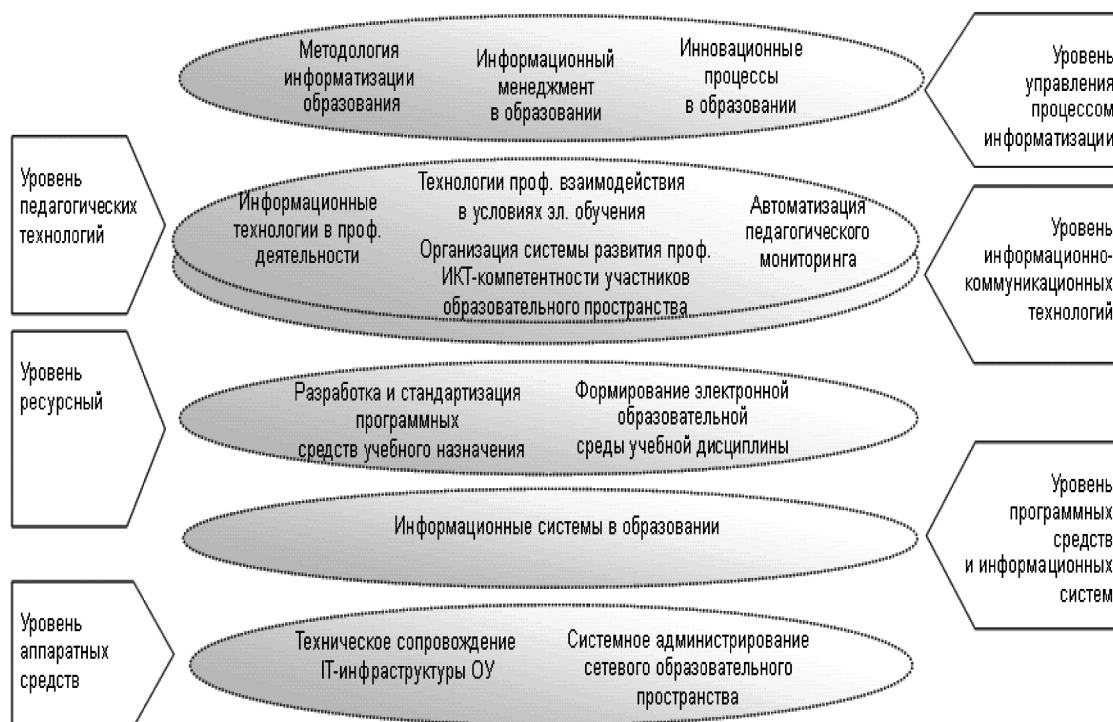 Методология
информатизации
образования
Информационный
менеджмент
в образовании
Инновационные
процессы
в образовании
Уровень
управления
процессом
информатизации
Уровень
педагогических
технологий
Информационные
технологии в проф.
деятельности
Технологии проф. взаимодействия
в условиях эл. обучения
Организация системы развития проф.
ИКТ-компетентности участников
образовательного пространства
Автоматизация
педагогического
мониторинга
Уровень
информационно-
коммуникационных
технологий
Уровень
ресурсный
Разработка и стандартизация
программных
средств учебного назначения
Формирование электронной
образовательной
среды учебной дисциплины
Информационные системы в образовании
Уровень
программных
средств
и информационных
систем
Уровень
аппаратных
средств
Техническое сопровождение
IT-инфраструктуры ОУ
Системное администрирование
сетевого образовательного
пространства